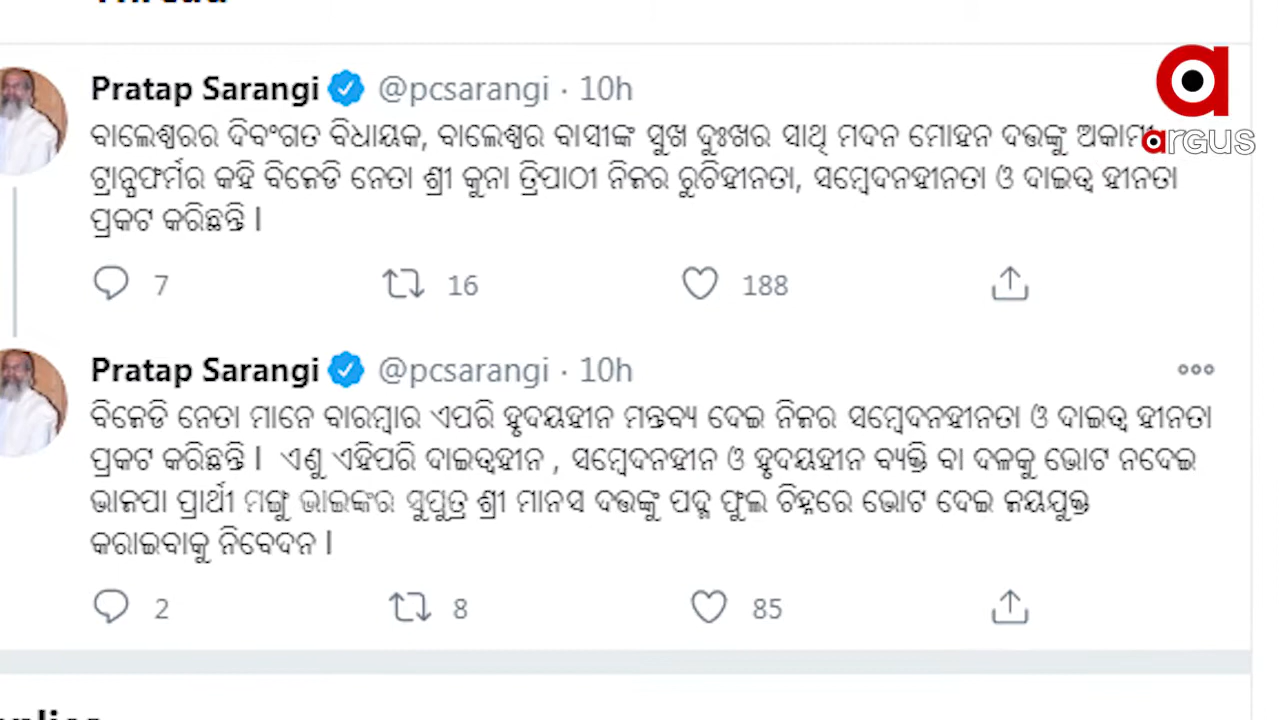 Pratap Sarangi @pcsarangi · 10h
ବାଲେଶ୍ୱରର ଦିବଂଗତ ବିଧାୟକ, ବାଲେଶ୍ୱର ବାସୀଙ୍କ ସୁଖ ଦୁଃଖର ସାଥି ମଦନ ମୋହନ ଦତ୍ତଙ୍କୁ
ଟ୍ରାନ୍ସଫର୍ମର କହି ବିଜେଡି ନେତା ଶ୍ରୀ କୁନା ତ୍ରିପାଠୀ ନିଜର ରୁଚିହୀନତା, ସମ୍ବେଦନହୀନତା ଓ ଦାଇତ୍ୱ ହୀନତା
ପ୍ରକଟ କରିଛନ୍ତି |
7 16 188
Pratap Sarangi @pcsarangi · 10h
ବିଜେଡି ନେତା ମାନେ ବାରମ୍ବାର ଏପରି ହୃଦୟହୀନ ମନ୍ତବ୍ୟ ଦେଇ ନିଜର ସମ୍ବେଦନହୀନତା ଓ ଦାଇତ୍ୱ ହୀନତା
ପ୍ରକଟ କରିଛନ୍ତି | ଏଣୁ ଏହିପରି ଦାଇତ୍ୱହୀନ , ସମ୍ବେଦନହୀନ ଓ ହୃଦୟହୀନ ବ୍ୟକ୍ତି ବା ଦଳକୁ ଭୋଟ ନଦେଇ
ଭାଜପା ପ୍ରାର୍ଥୀ ମଙ୍ଗୁ ଭାଇଙ୍କର ସୁପୁତ୍ର ଶ୍ରୀ ମାନସ ଦତ୍ତଙ୍କୁ ପଦ୍ମ ଫୁଲ ଚିହ୍ନରେ ଭୋଟ ଦେଇ ଜୟଯୁକ୍ତ
କରାଇବାକୁ ନିବେଦନ |
2 8 85
argus